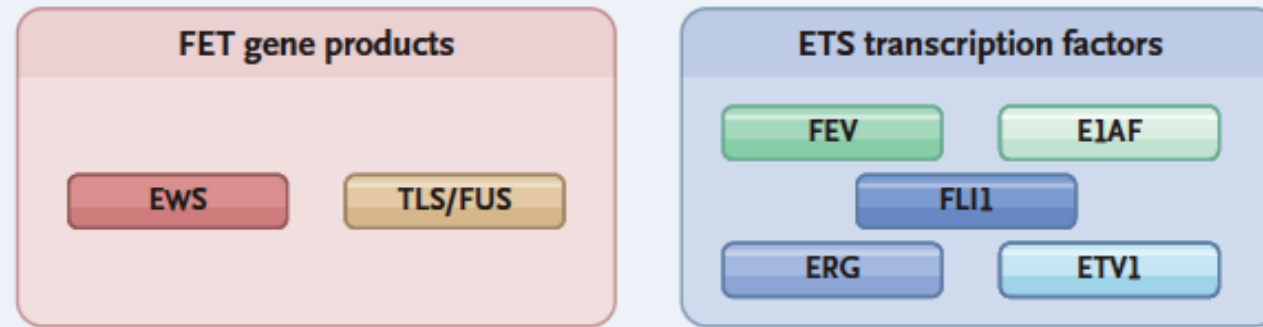 FET gene products
EWS
TLS/FUS
ETS transcription factors
FEV
E1AF
FLI1
ERG
ETV1